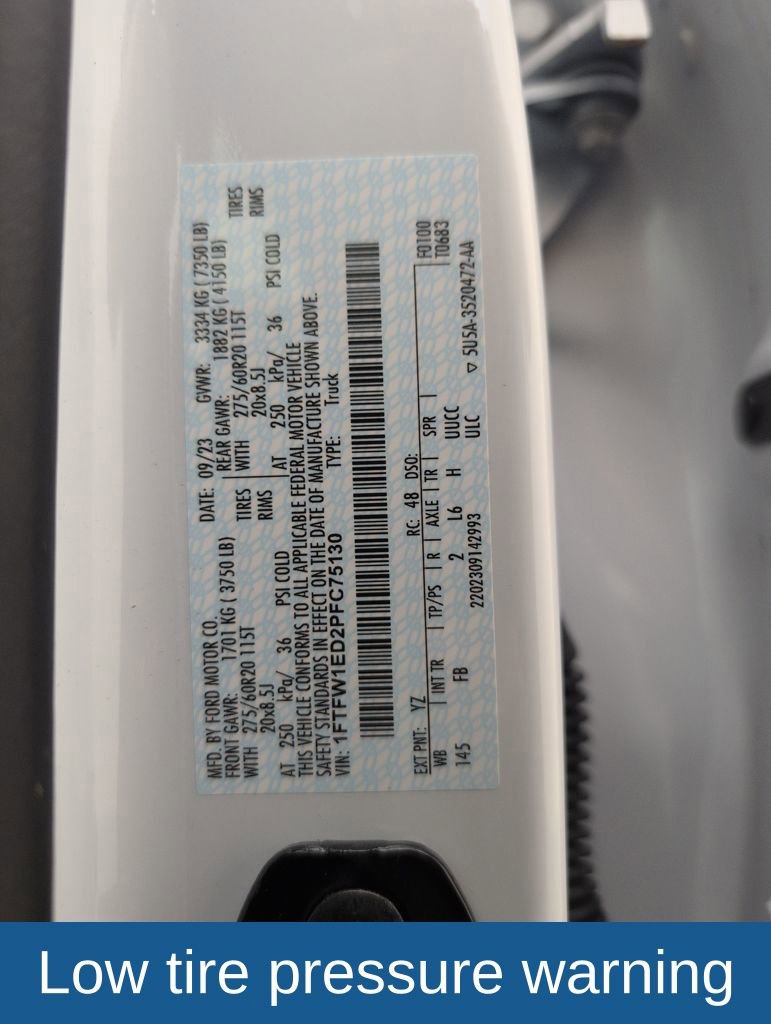 MFD. BY FORD MOTOR CO. DATE: 09/23 GVWR: 3334 KG ( 7350 LB)
FRONT GAWR: 1701 KG ( 3750 LB) REAR GAWR: 1882 KG ( 4150 LB)
WITH 275/60R20 115T TIRES WITH 275/60R20 115T TIRES
20x8.5J RIMS 20x8.5J RIMS
AT 250 kPa/ 36 PSI COLD AT 250 kPa/ 36 PSI COLD
THIS VEHICLE CONFORMS TO ALL APPLICABLE FEDERAL MOTOR VEHICLE
SAFETY STANDARDS IN EFFECT ON THE DATE OF MANUFACTURE SHOWN ABOVE.
VIN: 1FTFW1ED2PFC75130 TYPE: Truck
EXT PNT: YZ RC: 48 DSO: F0100
WB INT TR TP/PS R AXLE TR SPR T0683
145 FB 2 L6 H UUCC
2202309142993 ULC ▽ 5U5A-3520472-AA
Low tire pressure warning